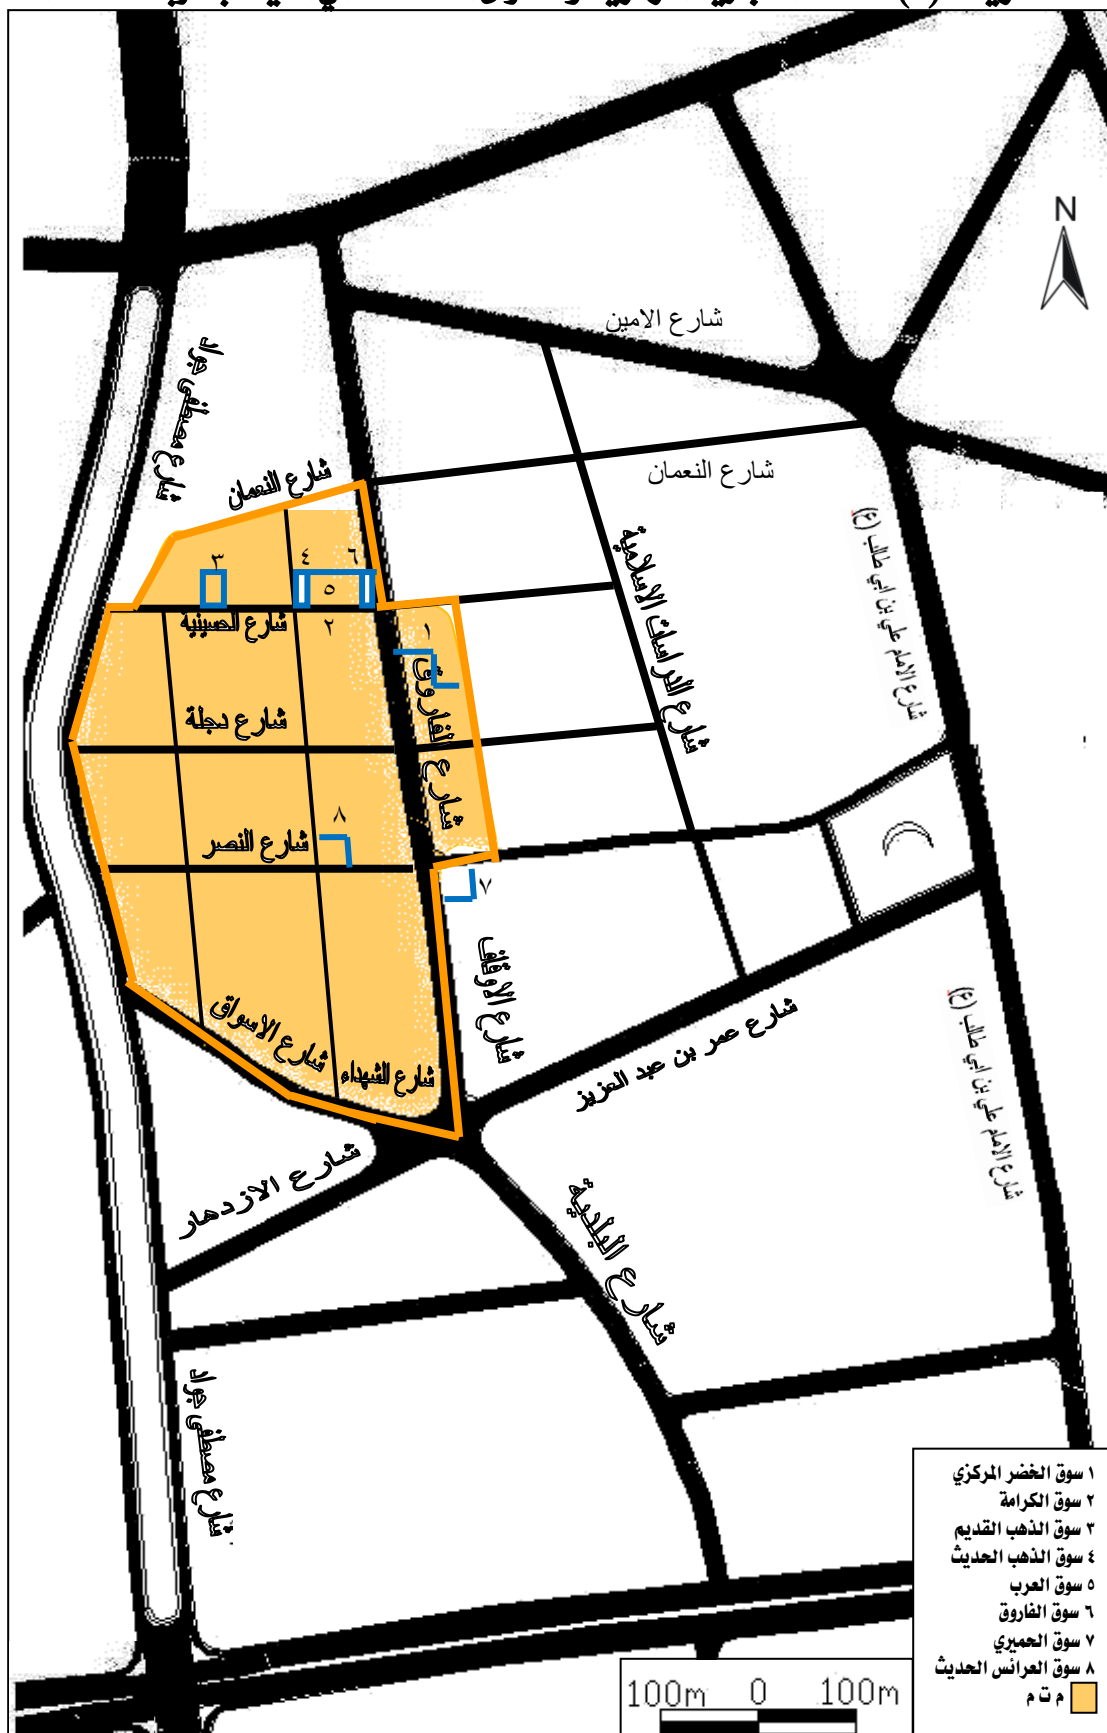 N
شارع الامين
شارع مصطفى جواد
شارع النعمان
شارع النعمان
شارع الامام علي بن ابي طالب (ع)
شارع الدراسات الاسلامية
٣
٤
٦
٥
شارع الحسينية
٢
١
شارع الفاروق
شارع دجلة
٨
شارع النصر
٧
شارع الاوقاف
شارع الامام علي بن ابي طالب (ع)
شارع الاسواق
شارع الشهداء
شارع عمر بن عبد العزيز
شارع الازدهار
شارع البلدية
شارع مصطفى جواد
١ سوق الخضر المركزي
٢ سوق الكرامة
٣ سوق الذهب القديم
٤ سوق الذهب الحديث
٥ سوق العرب
٦ سوق الفاروق
٧ سوق الحميري
٨ سوق العرائس الحديث
م ت م
100m 0 100m